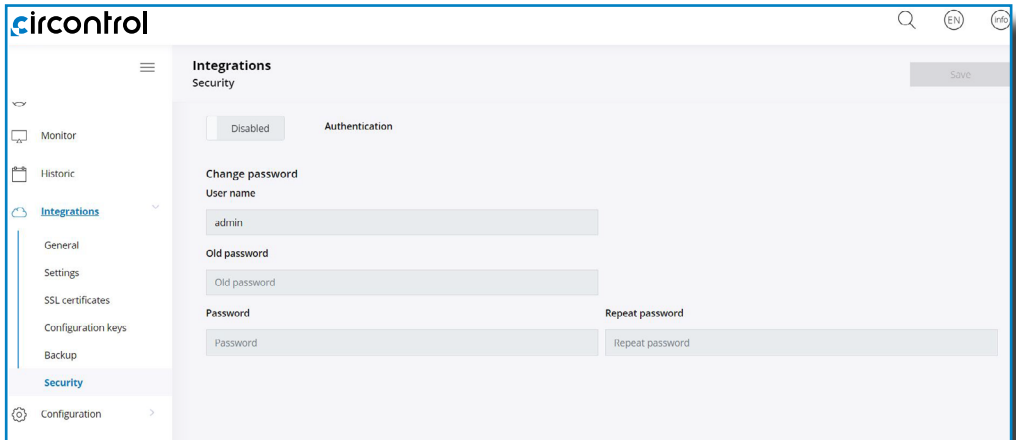 circontrol
EN
info
Integrations
Security
Save
Disabled
Authentication
Monitor
Historic
Integrations
General
Settings
SSL certificates
Configuration keys
Backup
Security
Configuration
Change password
User name
admin
Old password
Old password
Password
Repeat password
Password
Repeat password